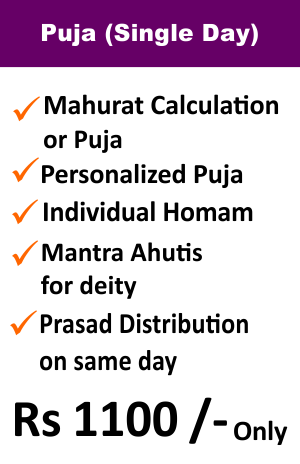 Puja (Single Day)
Mahurat Calculation
or Puja
Personalized Puja
Individual Homam
Mantra Ahutis
for deity
Prasad Distribution
on same day
Rs 1100 /- Only